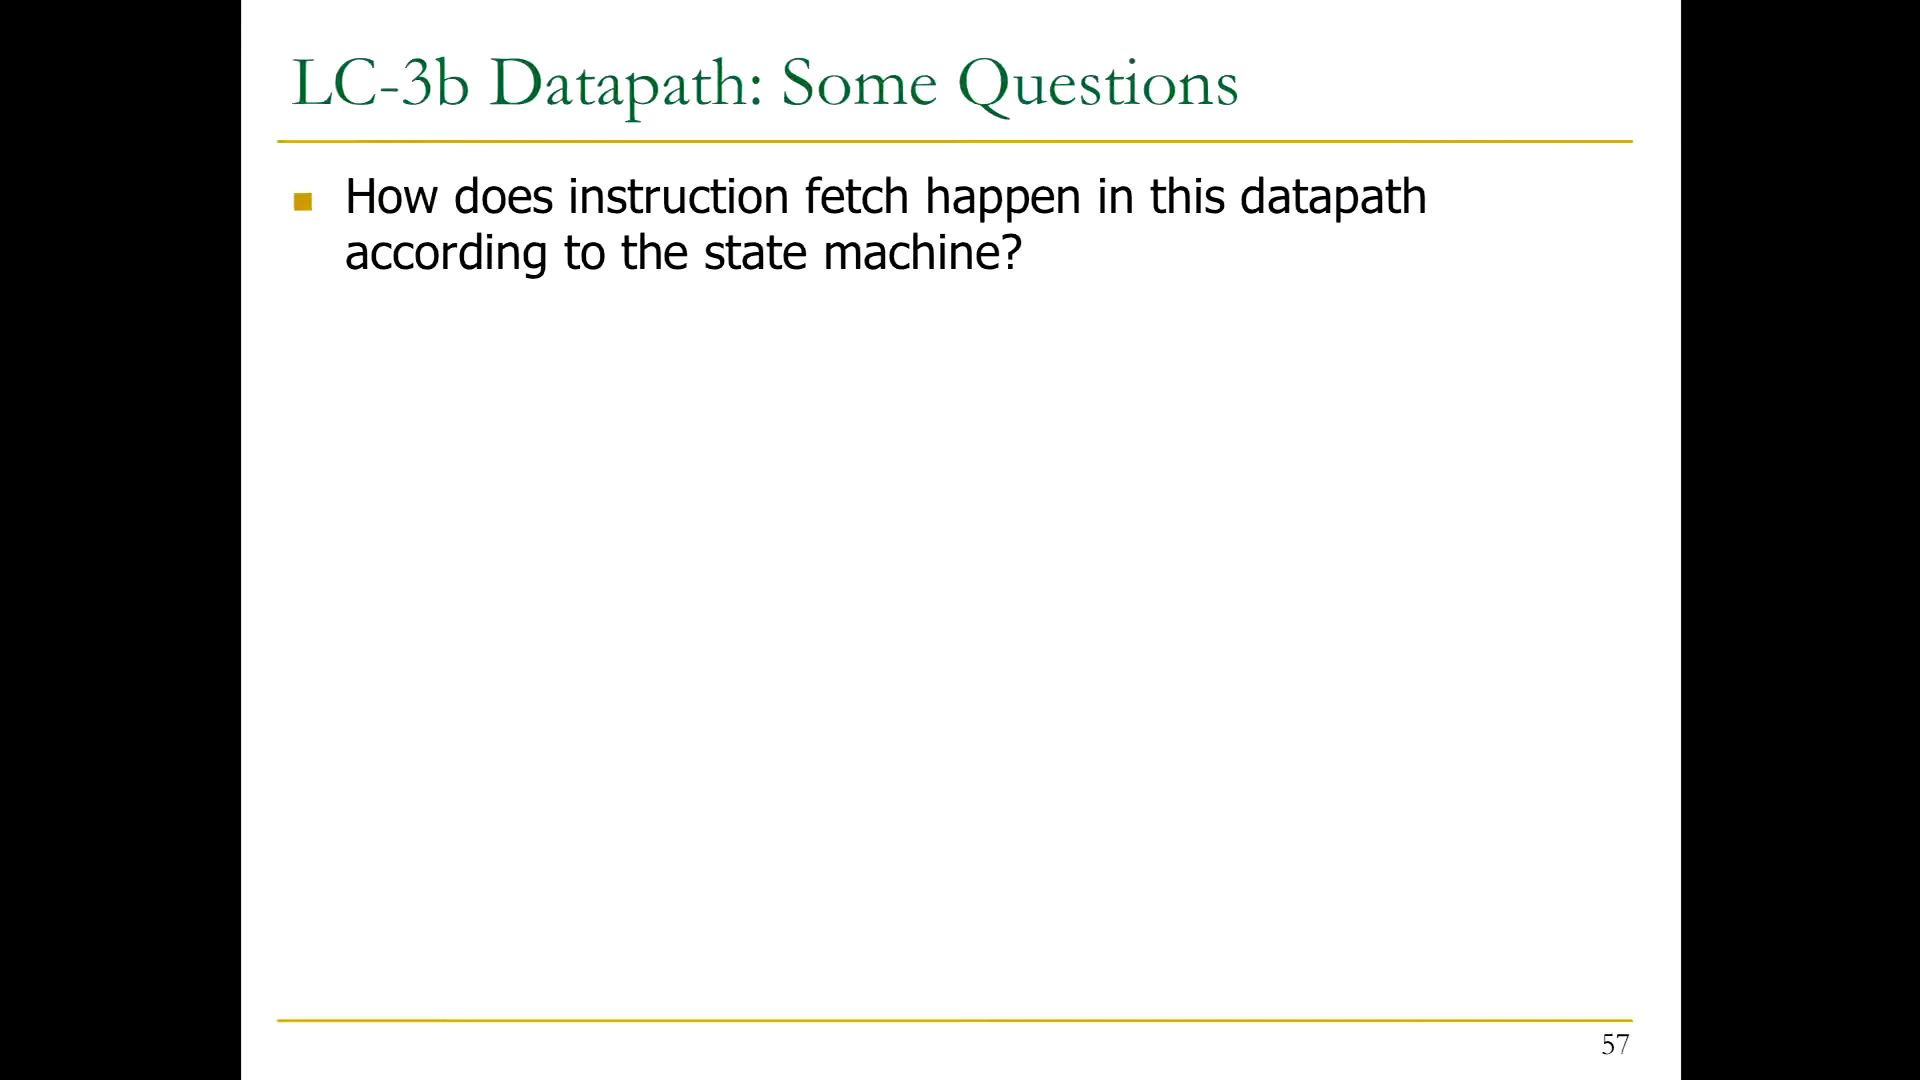 LC-3b Datapath: Some Questions
How does instruction fetch happen in this datapath
according to the state machine?
57